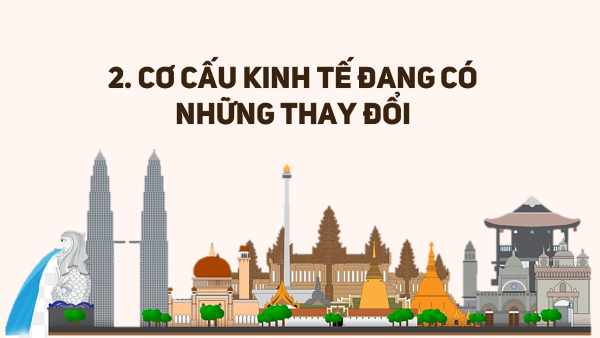 2. CƠ CẤU KINH TẾ ĐANG CÓ
NHỮNG THAY ĐỔI